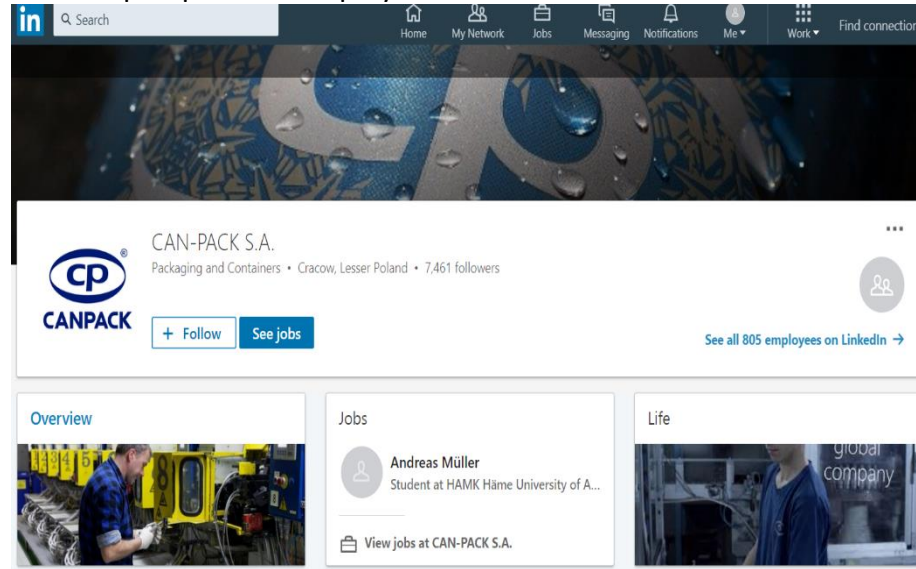 in Search
Home My Network Jobs Messaging Notifications Me Work Find connection
CAN-PACK S.A.
Packaging and Containers • Cracow, Lesser Poland • 7,461 followers
cp ®
CANPACK
+ Follow See jobs
See all 805 employees on LinkedIn →
Overview Jobs Life
Andreas Müller
Student at HAMK Häme University of A...
View jobs at CAN-PACK S.A.
global
company